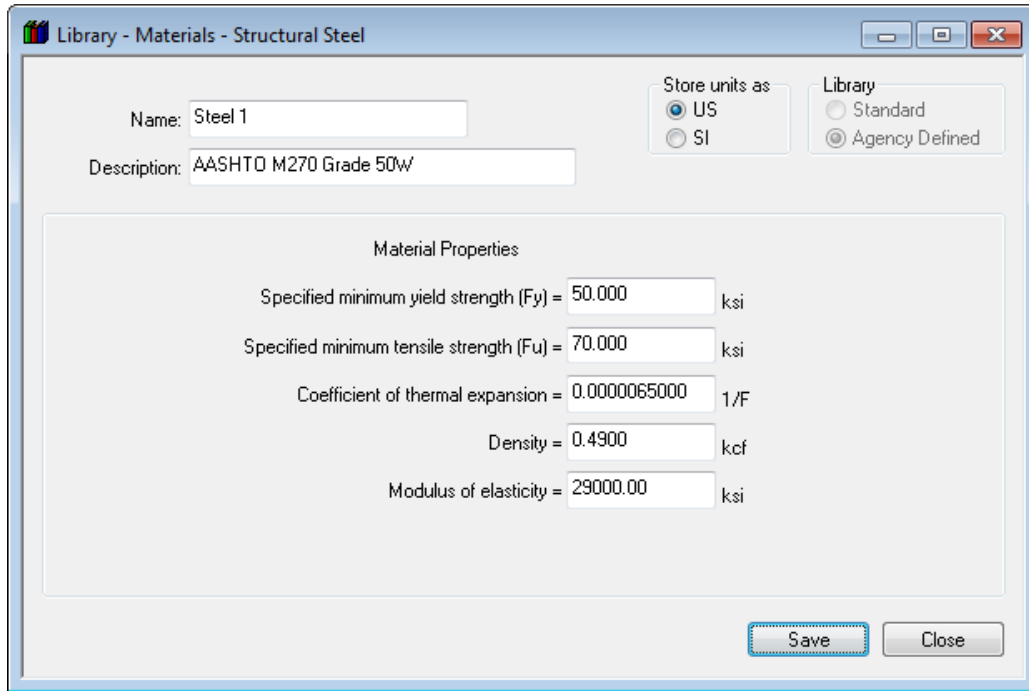 Library - Materials - Structural Steel
Store units as
Library
Name: Steel 1
US
Standard
SI
Agency Defined
Description: AASHTO M270 Grade 50W
Material Properties
Specified minimum yield strength (Fy) = 50.000 ksi
Specified minimum tensile strength (Fu) = 70.000 ksi
Coefficient of thermal expansion = 0.0000065000 1/F
Density = 0.4900 kcf
Modulus of elasticity = 29000.00 ksi
Save
Close